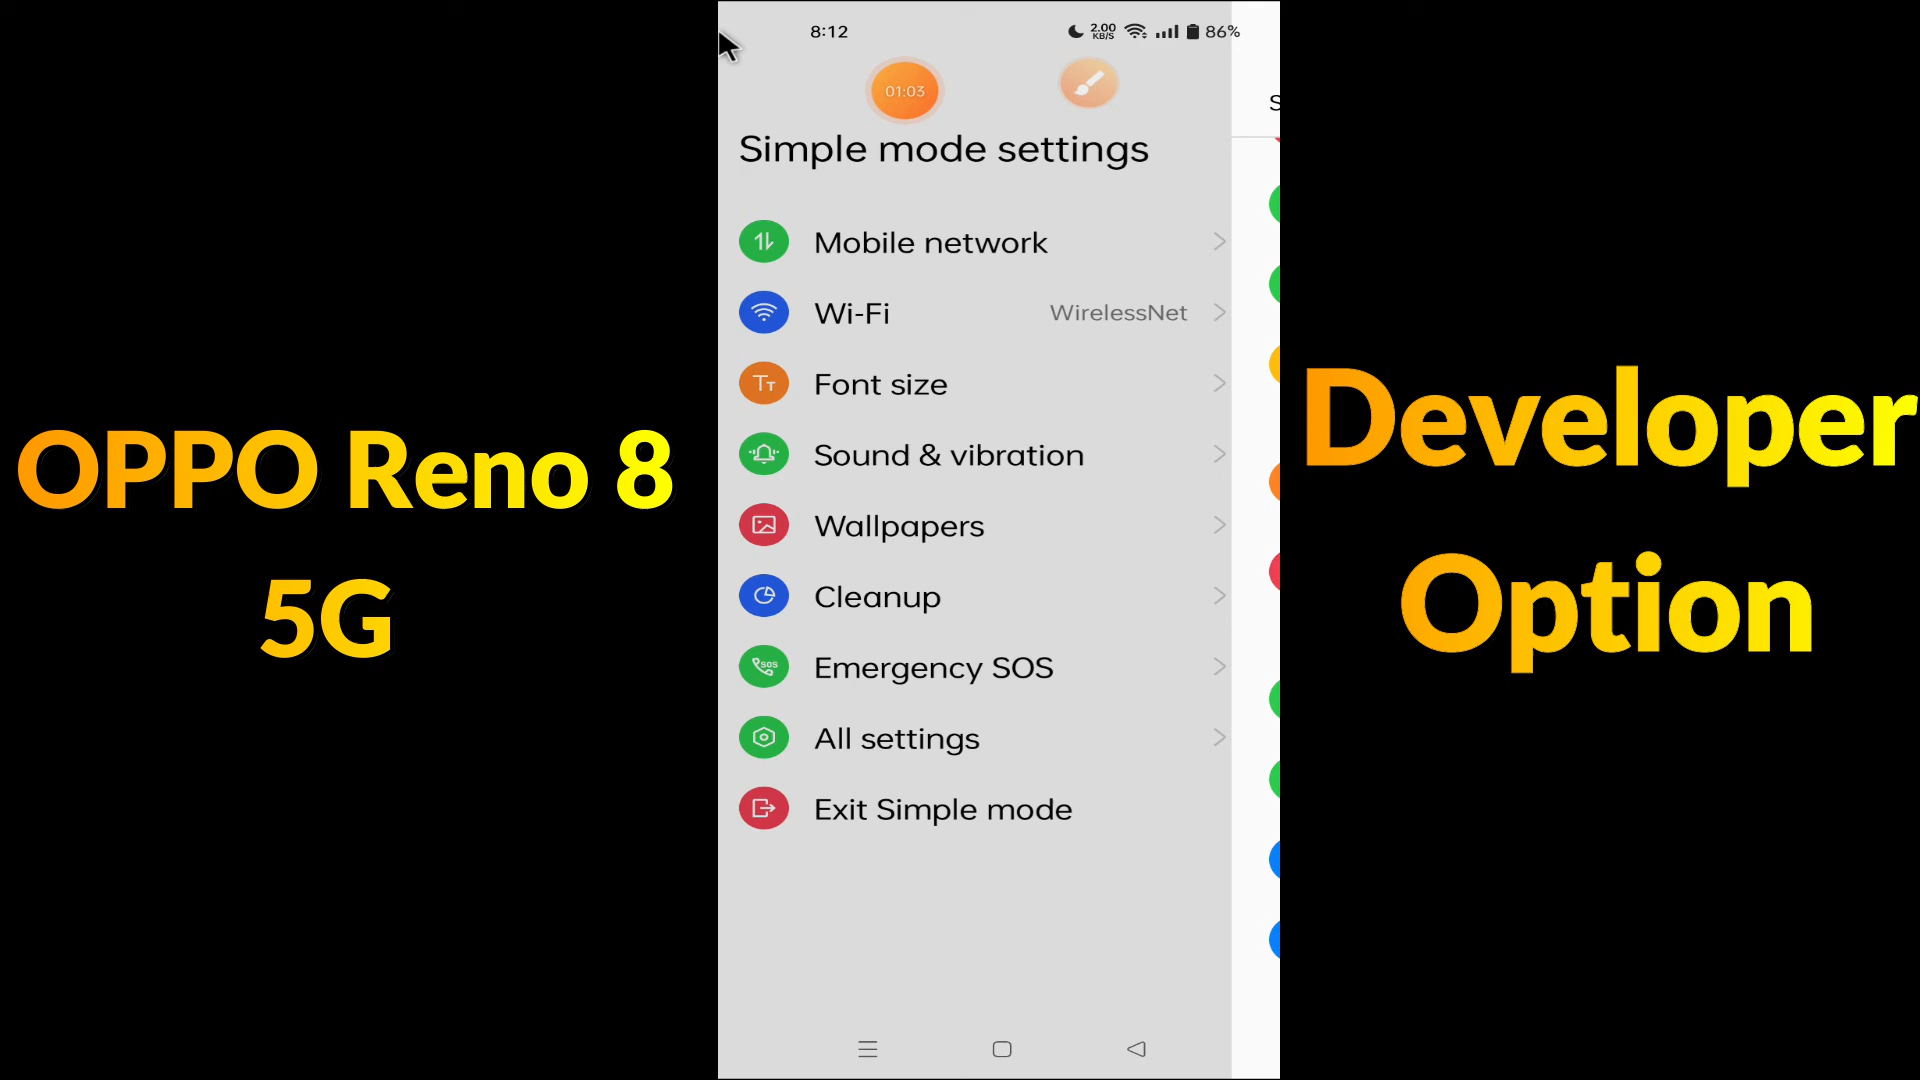 OPPO Reno 8
5G
8:12
2.00
KB/S
86%
01:03
Simple mode settings
Mobile network
Wi-Fi WirelessNet
Font size
Sound & vibration
Wallpapers
Cleanup
SOS
Emergency SOS
All settings
Exit Simple mode
S
Developer
Option